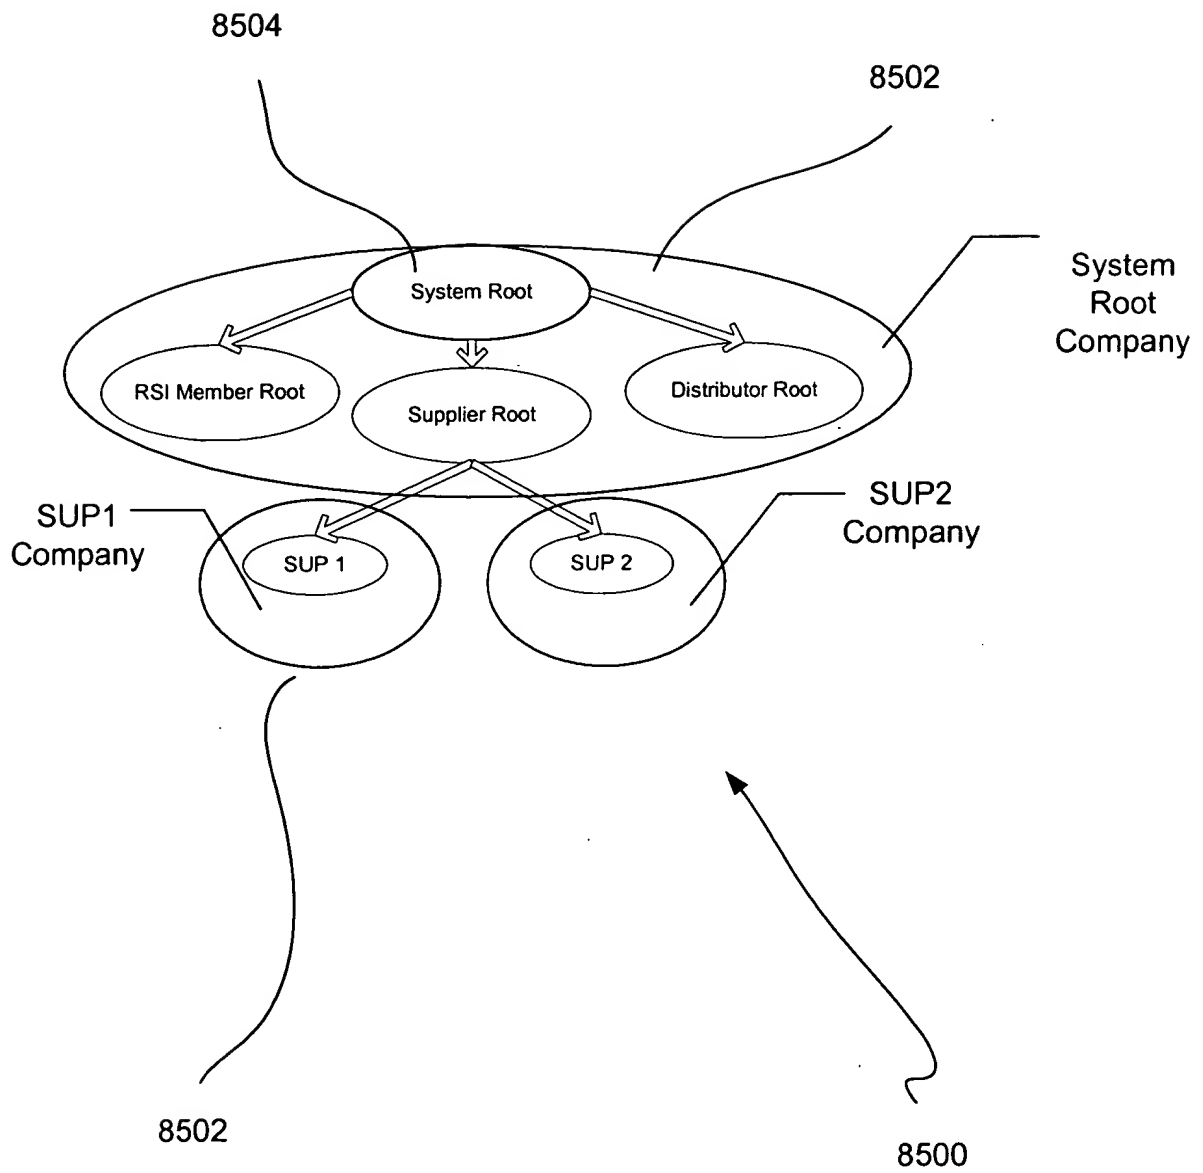 8504
8502
System
Root
Company
System Root
RSI Member Root
Supplier Root
Distributor Root
SUP1
Company
SUP2
Company
SUP 1
SUP 2
8502
8500